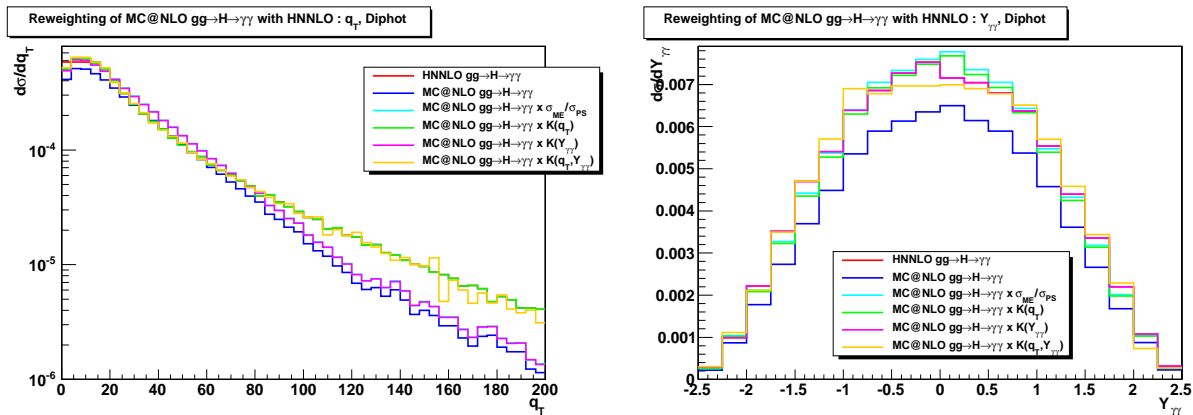 Reweighting of MC@NLO gg→H→γγ with HNNLO : q_T, Diphot
dσ/dq_T
10^-4
10^-5
10^-6
HNNLO gg→H→γγ
MC@NLO gg→H→γγ
MC@NLO gg→H→γγ x σ_ME/σ_PS
MC@NLO gg→H→γγ x K(q_T)
MC@NLO gg→H→γγ x K(Y_γγ)
MC@NLO gg→H→γγ x K(q_T,Y_γγ)
0 20 40 60 80 100 120 140 160 180 200
q_T
Reweighting of MC@NLO gg→H→γγ with HNNLO : Y_γγ, Diphot
dσ/dY_γγ
0.007
0.006
0.005
0.004
0.003
0.002
0.001
HNNLO gg→H→γγ
MC@NLO gg→H→γγ
MC@NLO gg→H→γγ x σ_ME/σ_PS
MC@NLO gg→H→γγ x K(q_T)
MC@NLO gg→H→γγ x K(Y_γγ)
MC@NLO gg→H→γγ x K(q_T,Y_γγ)
-2.5 -2 -1.5 -1 -0.5 0 0.5 1 1.5 2 2.5
Y_γγ